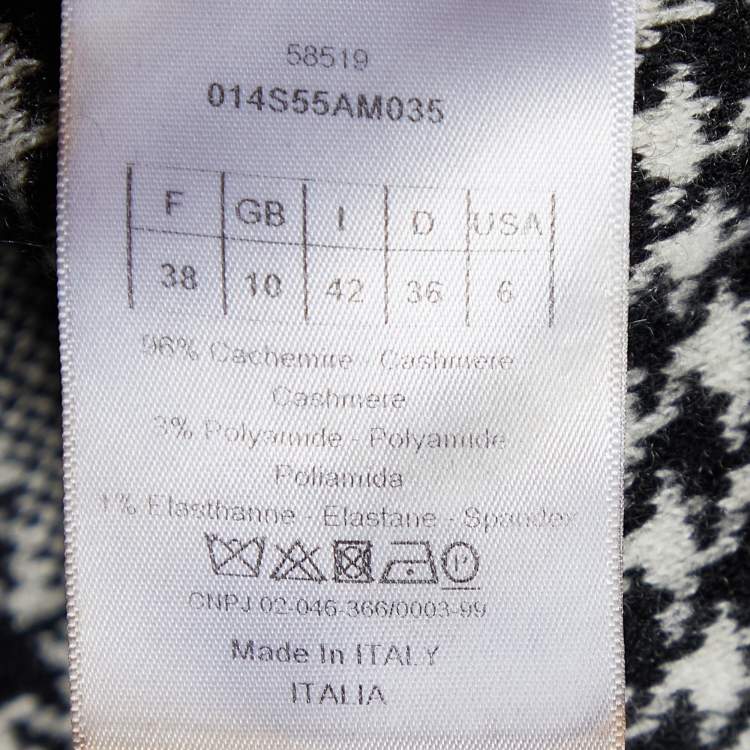 58519
014S55AM035
F GB I D USA
38 10 42 36 6
96% Cachemire - Cashmere
Cashmere
3% Polyamide - Polyamide
Poliamida
1% Elasthanne - Elastane - Spandex
P
CNPJ 02-046-366/0003-99
Made In ITALY
ITALIA